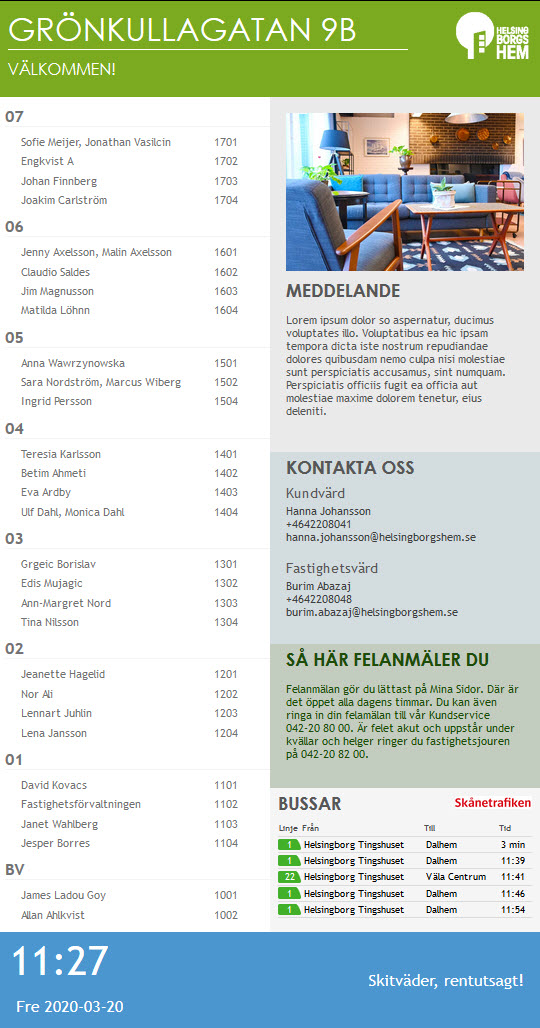 GRÖNKULLAGATAN 9B
VÄLKOMMEN!
HELSING
BORGS
HEM
07
Sofie Meijer, Jonathan Vasilcin 1701
Engkvist A 1702
Johan Finnberg 1703
Joakim Carlström 1704
06
Jenny Axelsson, Malin Axelsson 1601
Claudio Saldes 1602
Jim Magnusson 1603
Matilda Löhnn 1604
05
Anna Wawrzynowska 1501
Sara Nordström, Marcus Wiberg 1502
Ingrid Persson 1504
04
Teresia Karlsson 1401
Betim Ahmeti 1402
Eva Ardby 1403
Ulf Dahl, Monica Dahl 1404
03
Grgeic Borislav 1301
Edis Mujagic 1302
Ann-Margret Nord 1303
Tina Nilsson 1304
02
Jeanette Hagelid 1201
Nor Ali 1202
Lennart Juhlin 1203
Lena Jansson 1204
01
David Kovacs 1101
Fastighetsförvaltningen 1102
Janet Wahlberg 1103
Jesper Borres 1104
BV
James Ladou Goy 1001
Allan Ahlkvist 1002
MEDDELANDE
Lorem ipsum dolor so aspernatur, ducimus
voluptates illo. Voluptatibus ea hic ipsam
tempora dicta iste nostrum repudiandae
dolores quibusdam nemo culpa nisi molestiae
sunt perspiciatis accusamus, sint numquam.
Perspiciatis officiis fugit ea officia aut
molestiae maxime dolorem tenetur, eius
deleniti.
KONTAKTA OSS
Kundvärd
Hanna Johansson
+4642208041
hanna.johansson@helsingborgshem.se
Fastighetsvärd
Burim Abazaj
+4642208048
burim.abazaj@helsingborgshem.se
SÅ HÄR FELANMÄLER DU
Felanmälan gör du lättast på Mina Sidor. Där är
det öppet alla dagens timmar. Du kan även
ringa in din felamälan till vår Kundservice
042-20 80 00. Är felet akut och uppstår under
kvällar och helger ringer du fastighetsjouren
på 042-20 82 00.
BUSSAR Skånetrafiken
Linje Från Till Tid
1 Helsingborg Tingshuset Dalhem 3 min
1 Helsingborg Tingshuset Dalhem 11:39
22 Helsingborg Tingshuset Väla Centrum 11:41
1 Helsingborg Tingshuset Dalhem 11:46
1 Helsingborg Tingshuset Dalhem 11:54
11:27
Fre 2020-03-20
Skitväder, rentutsagt!